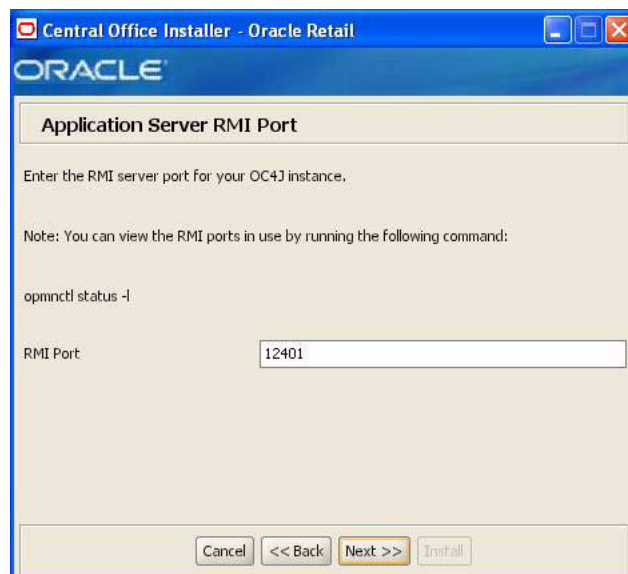 Central Office Installer - Oracle Retail
ORACLE
Application Server RMI Port
Enter the RMI server port for your OC4J instance.
Note: You can view the RMI ports in use by running the following command:
opmnctl status -l
RMI Port 12401
Cancel << Back Next >> Install